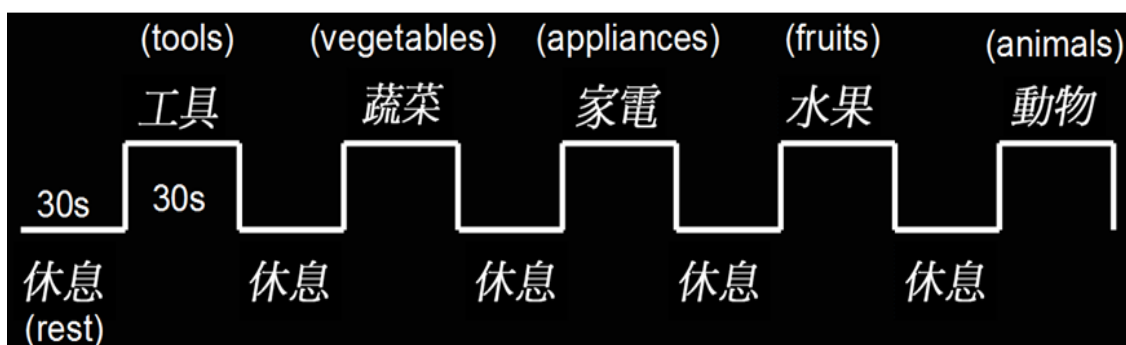 (tools) (vegetables) (appliances) (fruits) (animals)
工具 蔬菜 家電 水果 動物
30s 30s
休息 休息 休息 休息 休息
(rest)